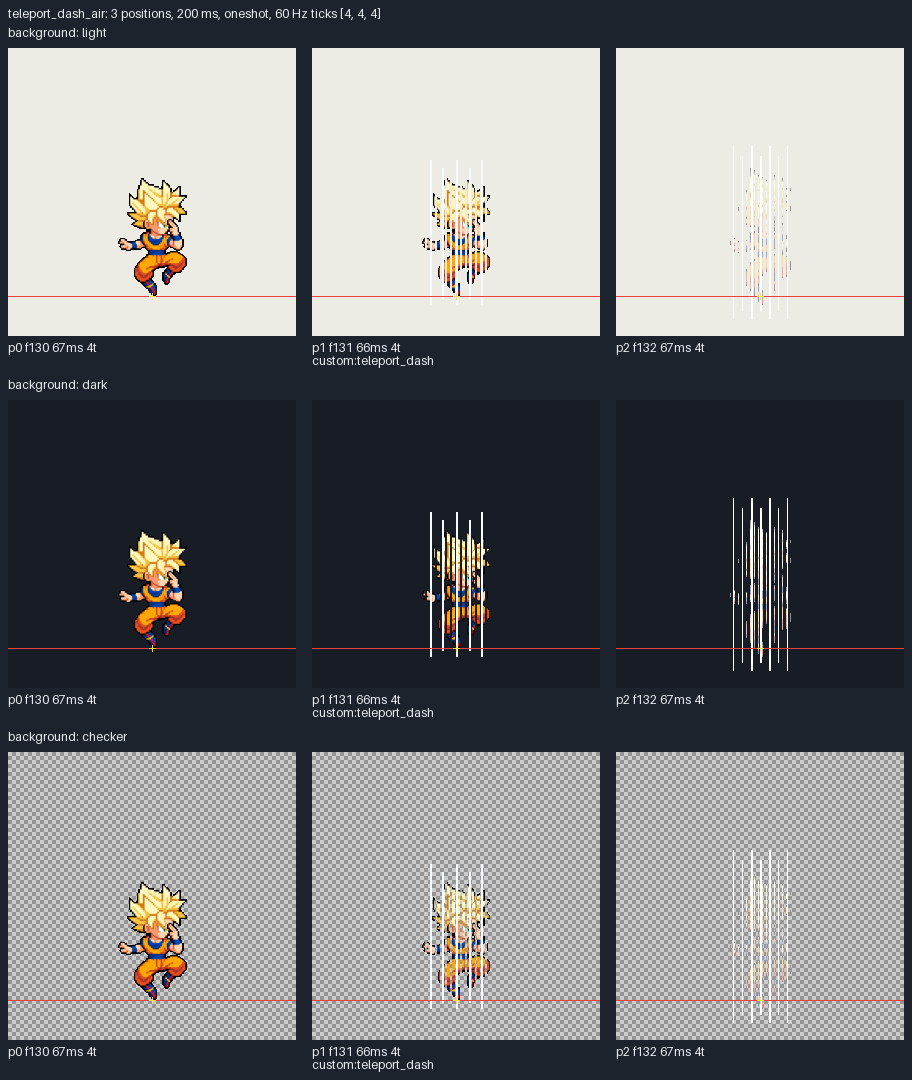 teleport_dash_air: 3 positions, 200 ms, oneshot, 60 Hz ticks [4, 4, 4]
background: light
p0 f130 67ms 4t
p1 f131 66ms 4t
custom:teleport_dash
p2 f132 67ms 4t
background: dark
p0 f130 67ms 4t
p1 f131 66ms 4t
custom:teleport_dash
p2 f132 67ms 4t
background: checker
p0 f130 67ms 4t
p1 f131 66ms 4t
custom:teleport_dash
p2 f132 67ms 4t